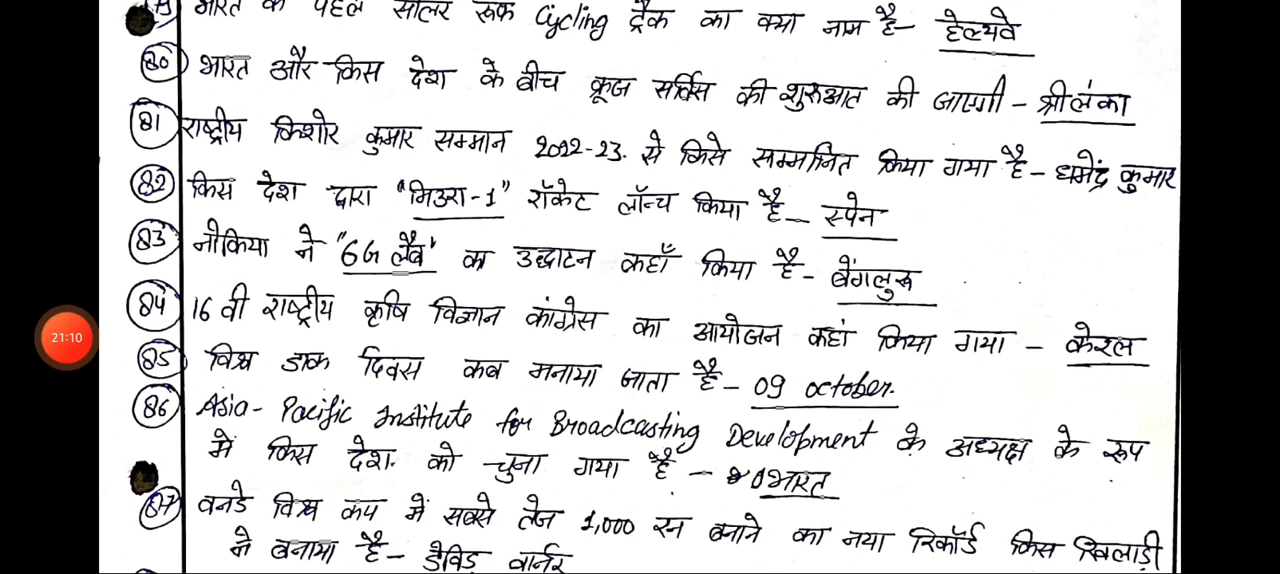 भारत के पहले सोलर रूफ Cycling ट्रैक का क्या नाम है- हेल्थवे
80 भारत और किस देश के बीच क्रूज सर्विस की शुरुआत की जाएगी - श्रीलंका
81 राष्ट्रीय किशोर कुमार सम्मान 2022-23. से किसे सम्मानित किया गया है - धर्मेंद्र कुमार
82 किस देश द्वारा "मिउरा-1" रॉकेट लॉन्च किया है - स्पेन
83 नोकिया ने "6G लैब" का उद्घाटन कहाँ किया है - बेंगलुरू
84 16 वी राष्ट्रीय कृषि विज्ञान कांग्रेस का आयोजन कहां किया गया - केरल
21:10
85 विश्व डाक दिवस कब मनाया जाता है - 09 october.
86 Asia-Pacific Institute for Broadcasting Development के अध्यक्ष के रूप
में किस देश. को चुना गया है - भारत
87 वनडे विश्व कप में सबसे तेज 1,000 रन बनाने का नया रिकॉर्ड किस खिलाड़ी
ने बनाया है - डेविड वार्नर